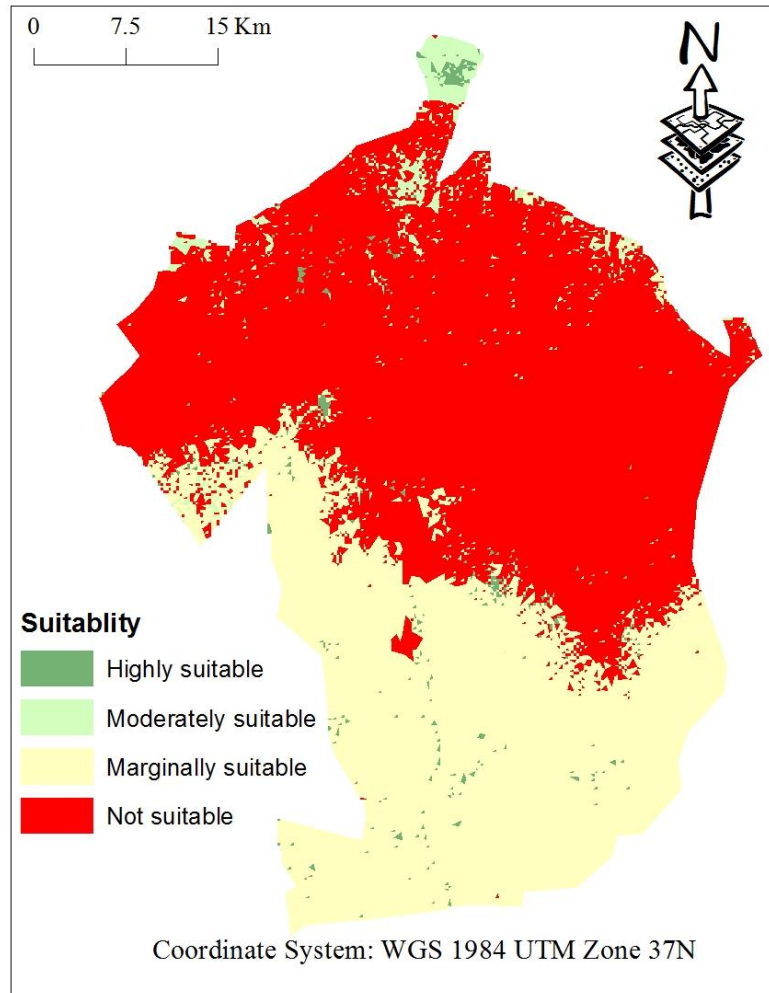 0 7.5 15 Km
N
Suitablity
Highly suitable
Moderately suitable
Marginally suitable
Not suitable
Coordinate System: WGS 1984 UTM Zone 37N